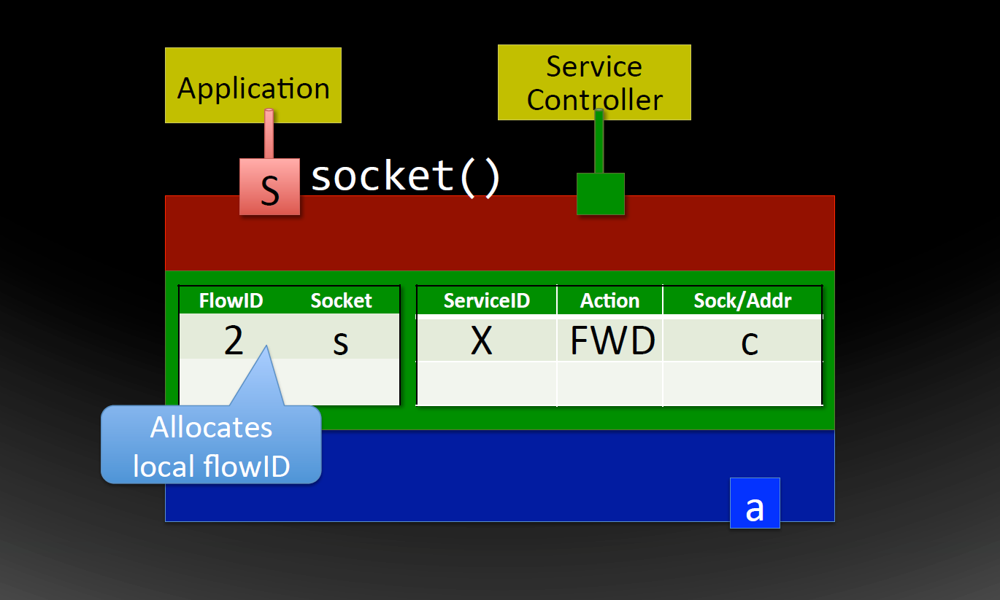 Application
Service
Controller
S
socket()
FlowID Socket
2 s
ServiceID Action Sock/Addr
X FWD c
Allocates
local flowID
a